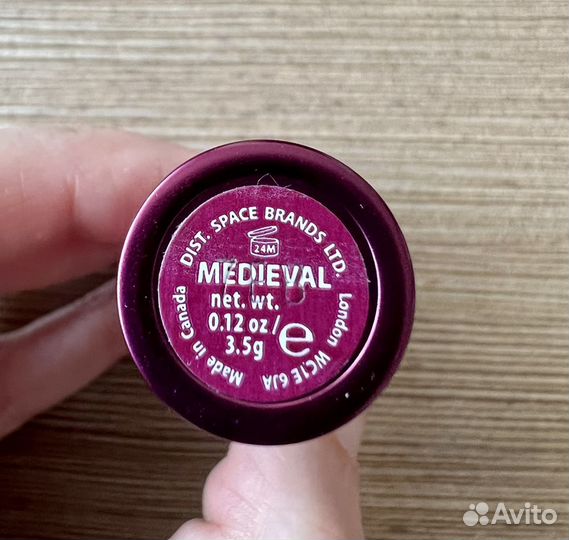 DIST. SPACE BRANDS LTD.
London WC1E 6JA
Made in Canada
24M
MEDIEVAL
net. wt.
0.12 oz/
3.5g e
Avito